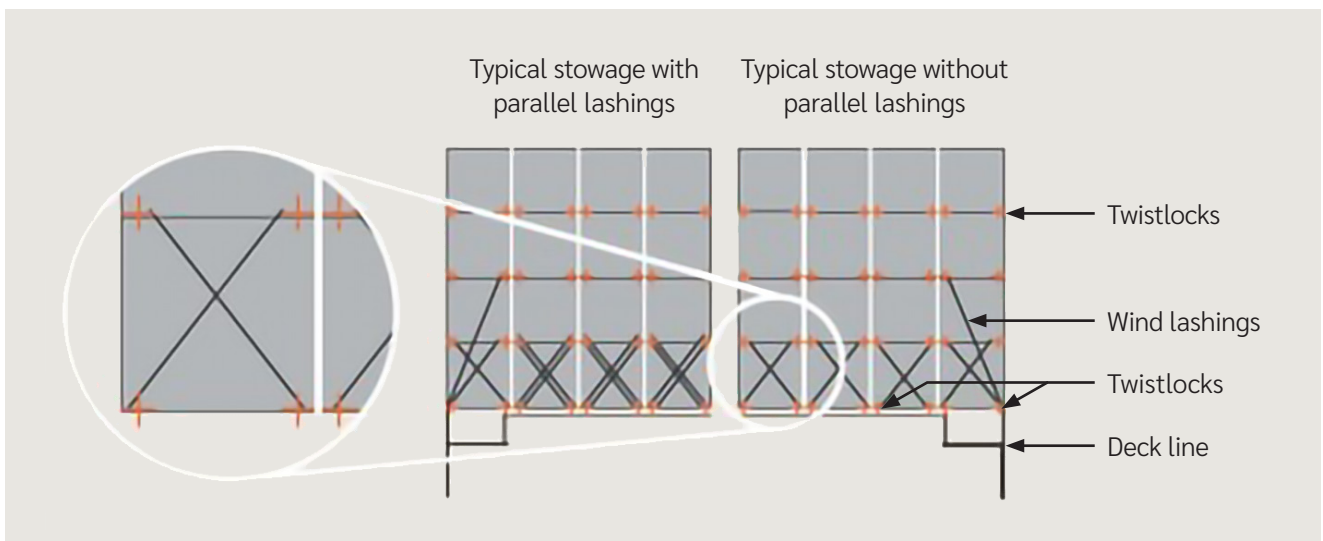 Typical stowage with
parallel lashings
Typical stowage without
parallel lashings
Twistlocks
Wind lashings
Twistlocks
Deck line